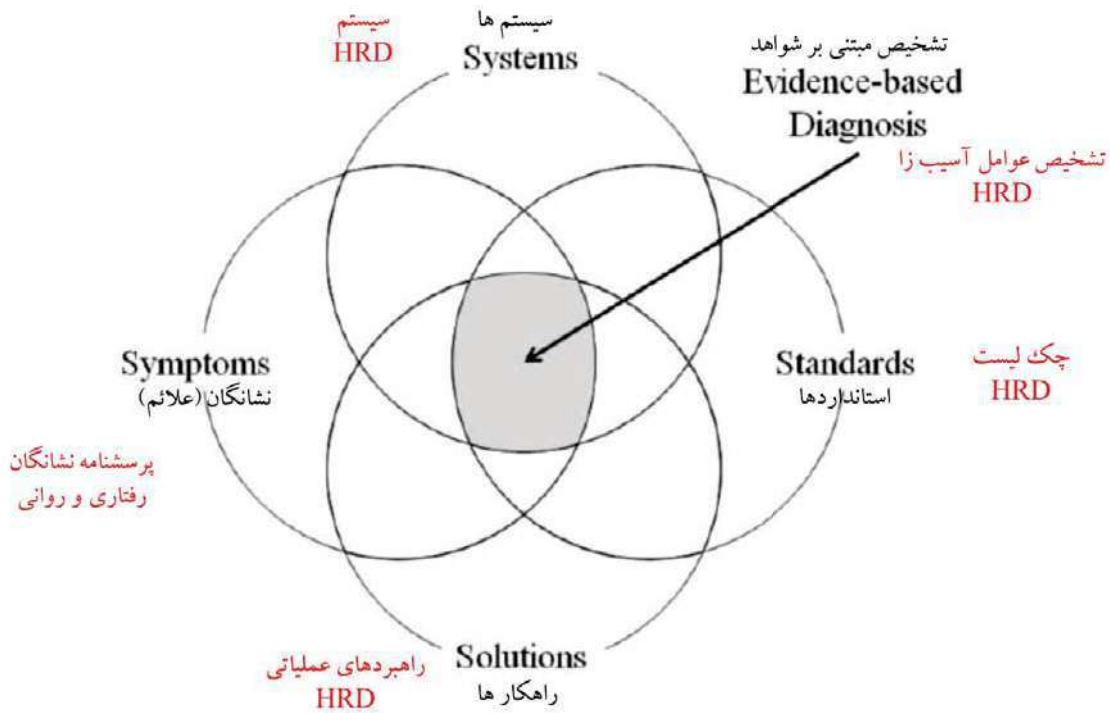 سیستم
HRD
سیستم ها
Systems
تشخیص مبتنی بر شواهد
Evidence-based
Diagnosis
تشخیص عوامل آسیب زا
HRD
Symptoms
نشانگان (علائم)
پرسشنامه نشانگان
رفتاری و روانی
Standards
استانداردها
چک لیست
HRD
راهبردهای عملیاتی
HRD
Solutions
راهکار ها